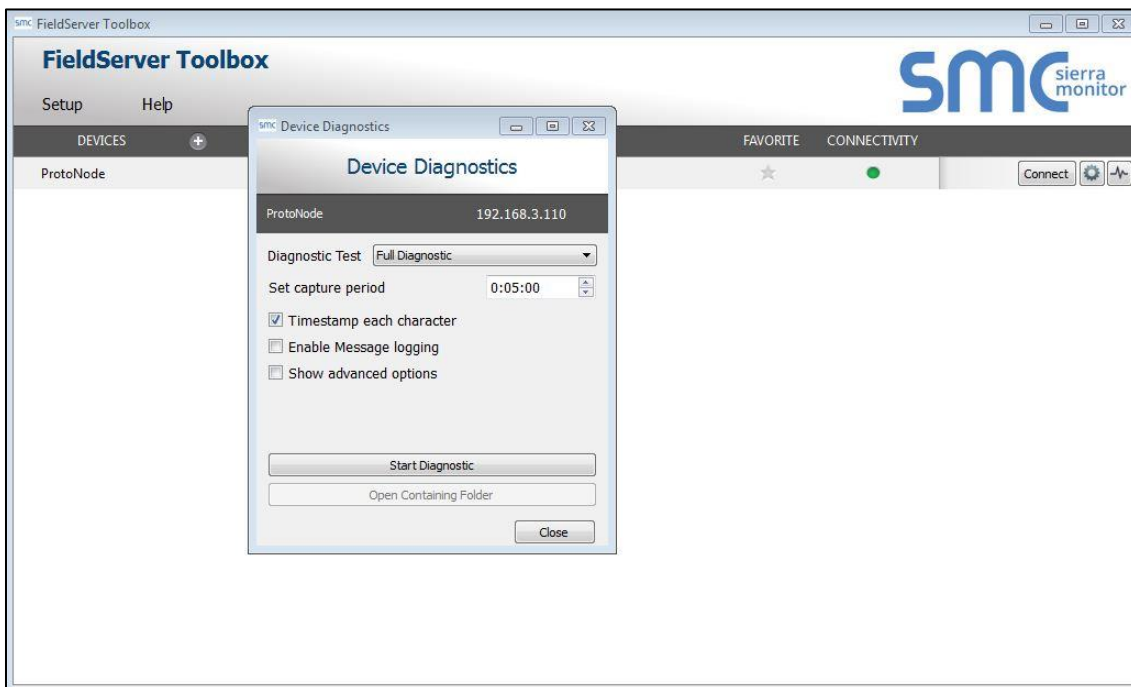 smc FieldServer Toolbox
FieldServer Toolbox
smc sierra monitor
Setup Help
DEVICES FAVORITE CONNECTIVITY
ProtoNode Connect
smc Device Diagnostics
Device Diagnostics
ProtoNode 192.168.3.110
Diagnostic Test Full Diagnostic
Set capture period 0:05:00
Timestamp each character
Enable Message logging
Show advanced options
Start Diagnostic
Open Containing Folder
Close